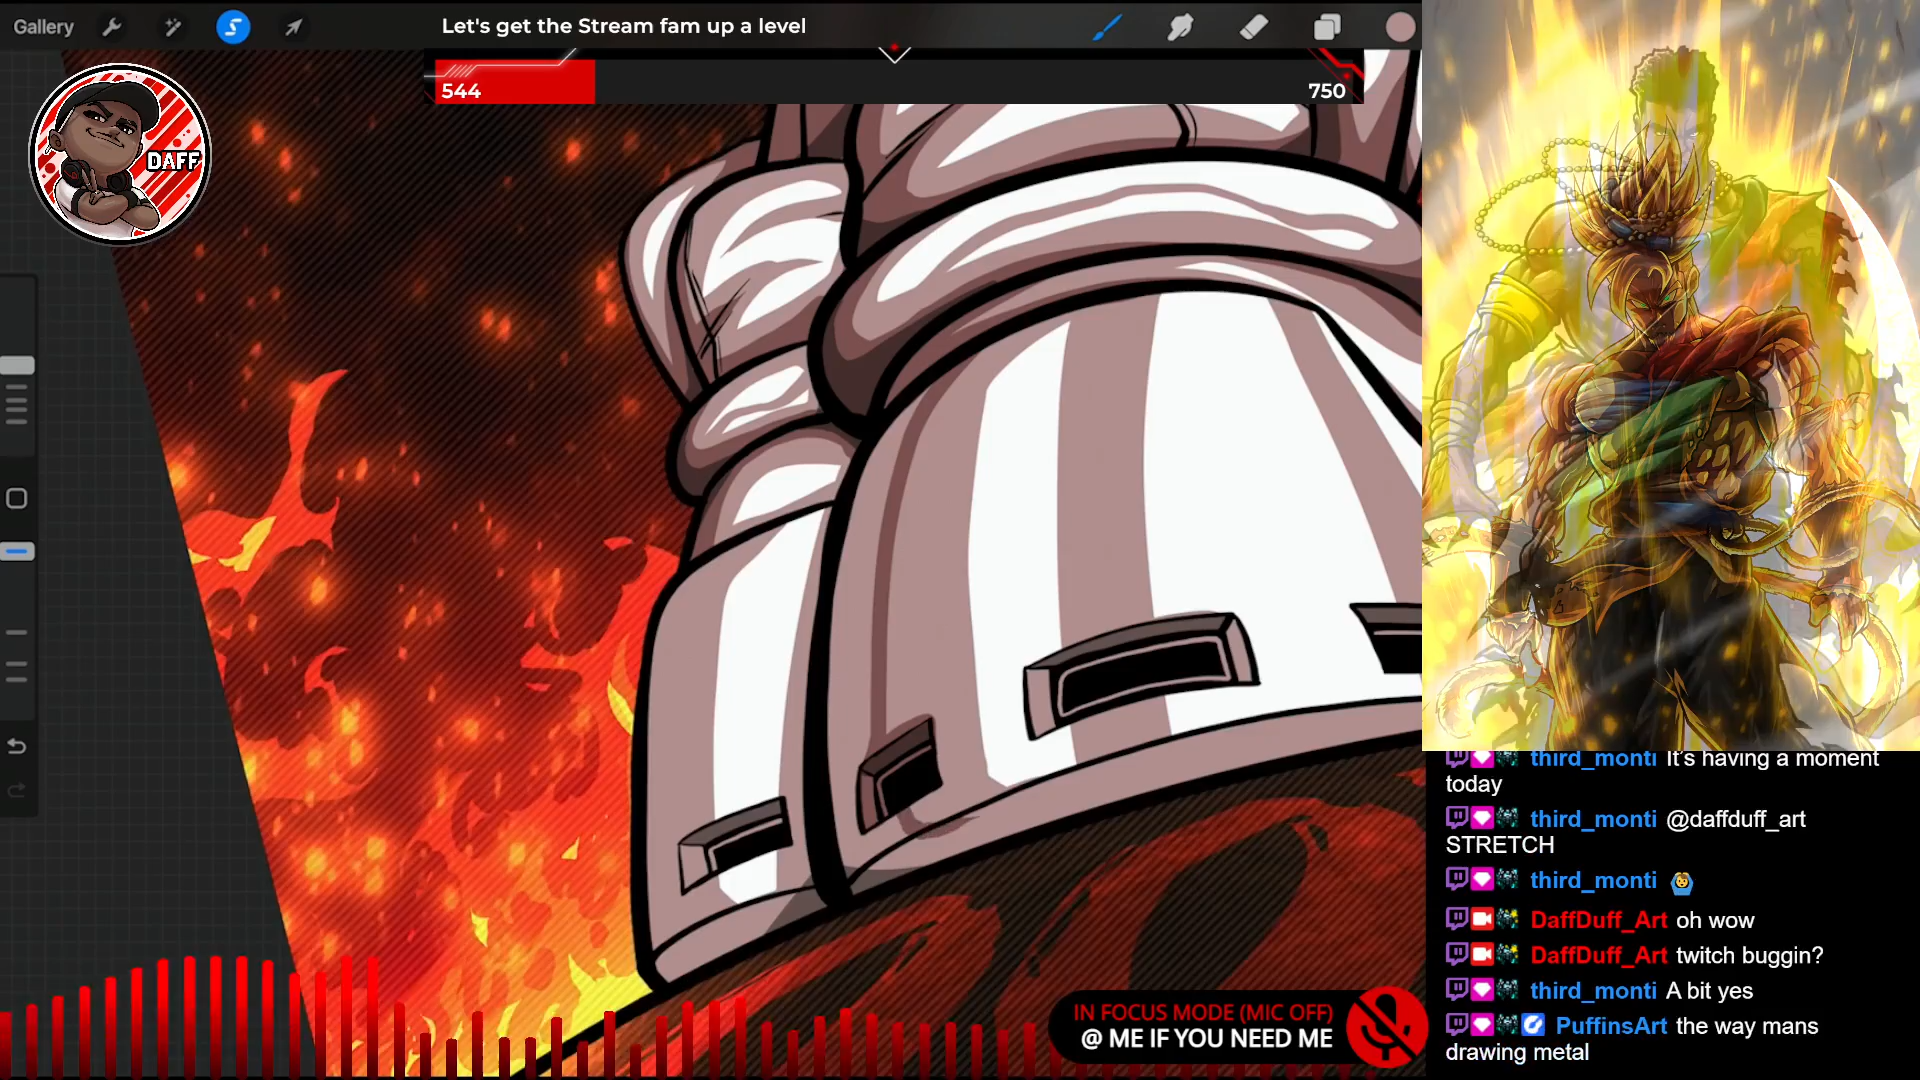 Gallery
Let's get the Stream fam up a level
544
750
DAFF
third_monti It's having a moment
today
third_monti @daffduff_art
STRETCH
third_monti
DaffDuff_Art oh wow
DaffDuff_Art twitch buggin?
third_monti A bit yes
PuffinsArt the way mans
drawing metal
IN FOCUS MODE (MIC OFF)
@ ME IF YOU NEED ME